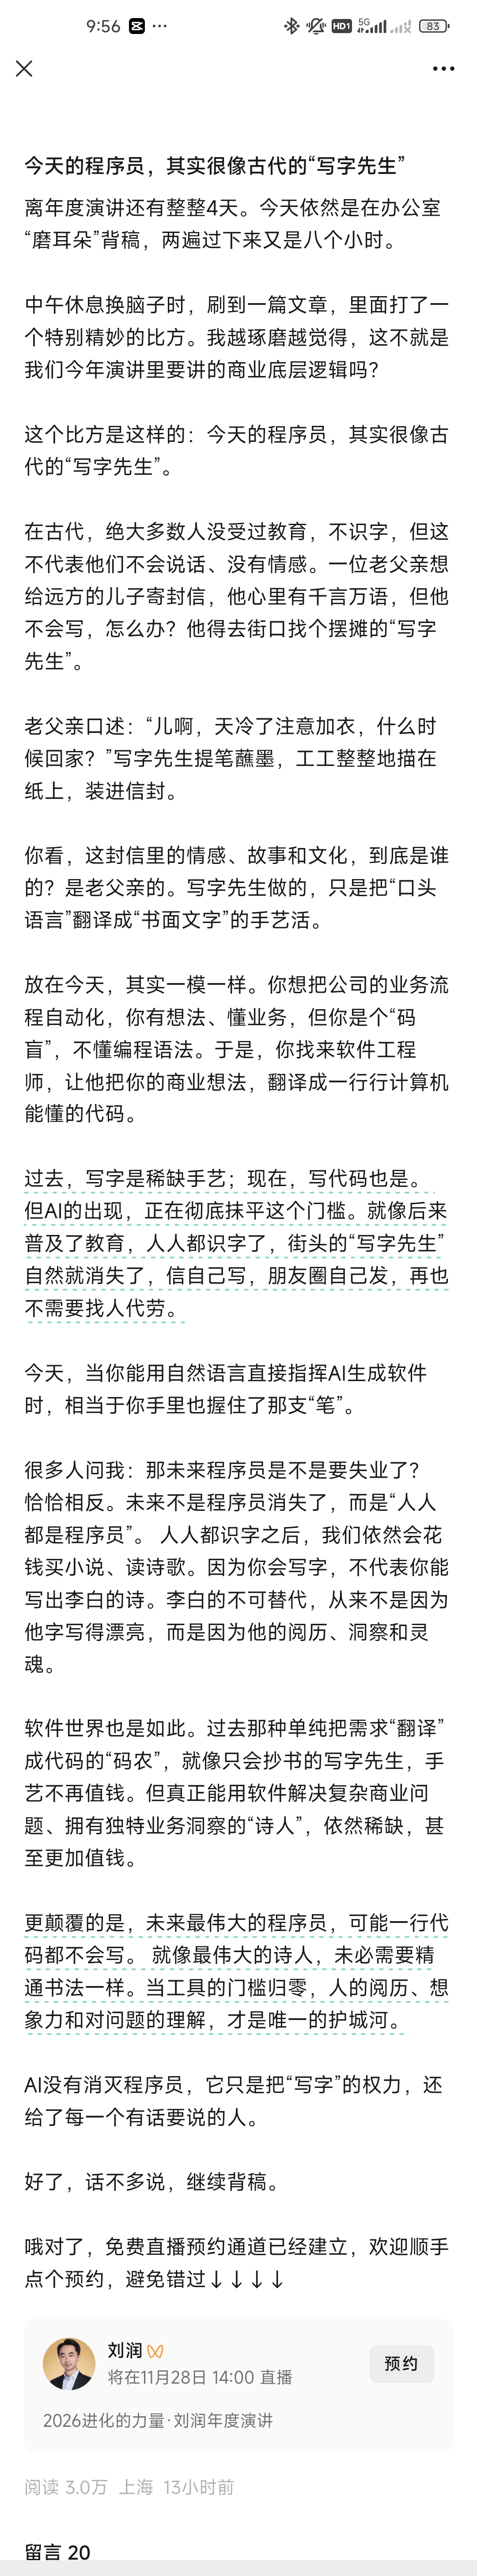 9:56 ···
HD1 5G 83
今天的程序员，其实很像古代的“写字先生”
离年度演讲还有整整4天。今天依然是在办公室
“磨耳朵”背稿，两遍过下来又是八个小时。
中午休息换脑子时，刷到一篇文章，里面打了一
个特别精妙的比方。我越琢磨越觉得，这不就是
我们今年演讲里要讲的商业底层逻辑吗？
这个比方是这样的：今天的程序员，其实很像古
代的“写字先生”。
在古代，绝大多数人没受过教育，不识字，但这
不代表他们不会说话、没有情感。一位老父亲想
给远方的儿子寄封信，他心里有千言万语，但他
不会写，怎么办？他得去街口找个摆摊的“写字
先生”。
老父亲口述：“儿啊，天冷了注意加衣，什么时
候回家？”写字先生提笔蘸墨，工工整整地描在
纸上，装进信封。
你看，这封信里的情感、故事和文化，到底是谁
的？是老父亲的。写字先生做的，只是把“口头
语言”翻译成“书面文字”的手艺活。
放在今天，其实一模一样。你想把公司的业务流
程自动化，你有想法、懂业务，但你是个“码
盲”，不懂编程语法。于是，你找来软件工程
师，让他把你的商业想法，翻译成一行行计算机
能懂的代码。
过去，写字是稀缺手艺；现在，写代码也是。
但AI的出现，正在彻底抹平这个门槛。就像后来
普及了教育，人人都识字了，街头的“写字先生”
自然就消失了，信自己写，朋友圈自己发，再也
不需要找人代劳。
今天，当你能用自然语言直接指挥AI生成软件
时，相当于你手里也握住了那支“笔”。
很多人问我：那未来程序员是不是要失业了？
恰恰相反。未来不是程序员消失了，而是“人人
都是程序员”。 人人都识字之后，我们依然会花
钱买小说、读诗歌。因为你会写字，不代表你能
写出李白的诗。李白的不可替代，从来不是因为
他字写得漂亮，而是因为他的阅历、洞察和灵
魂。
软件世界也是如此。过去那种单纯把需求“翻译”
成代码的“码农”，就像只会抄书的写字先生，手
艺不再值钱。但真正能用软件解决复杂商业问
题、拥有独特业务洞察的“诗人”，依然稀缺，甚
至更加值钱。
更颠覆的是，未来最伟大的程序员，可能一行代
码都不会写。 就像最伟大的诗人，未必需要精
通书法一样。当工具的门槛归零，人的阅历、想
象力和对问题的理解，才是唯一的护城河。
AI没有消灭程序员，它只是把“写字”的权力，还
给了每一个有话要说的人。
好了，话不多说，继续背稿。
哦对了，免费直播预约通道已经建立，欢迎顺手
点个预约，避免错过↓↓↓↓
刘润
将在11月28日 14:00 直播
预约
2026进化的力量·刘润年度演讲
阅读 3.0万 上海 13小时前
留言 20